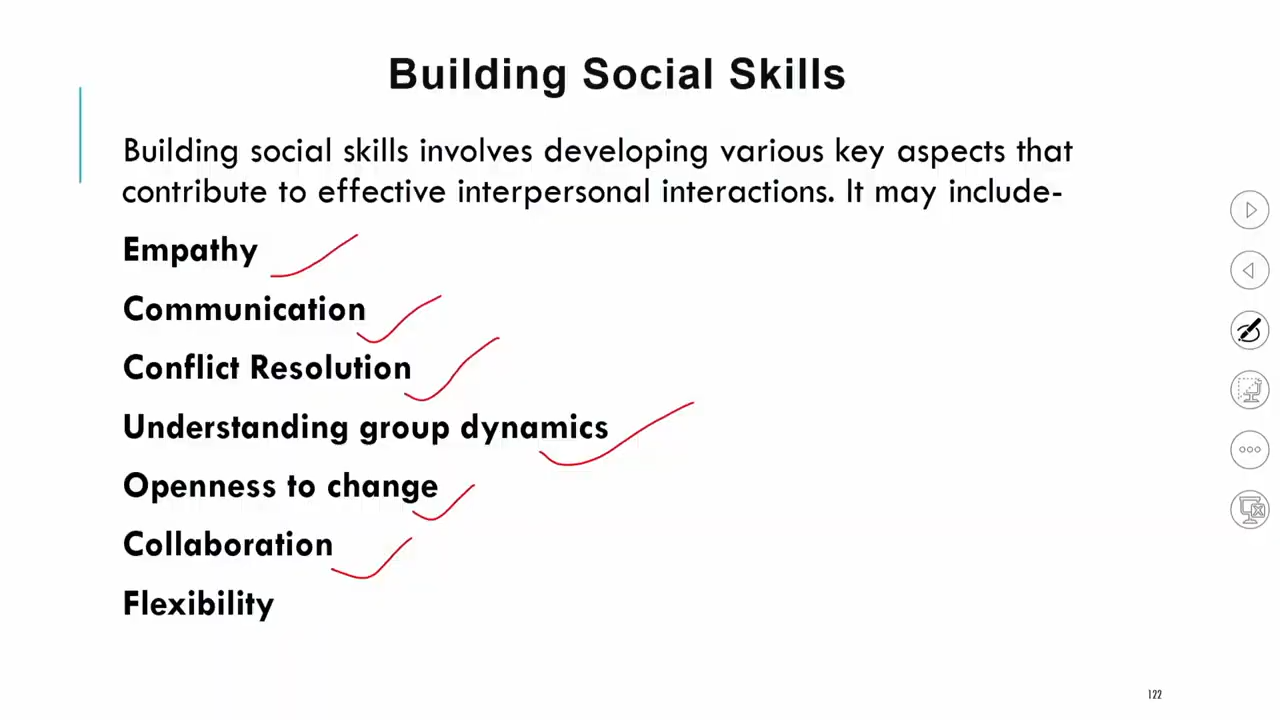 Building Social Skills
Building social skills involves developing various key aspects that
contribute to effective interpersonal interactions. It may include-
Empathy
Communication
Conflict Resolution
Understanding group dynamics
Openness to change
Collaboration
Flexibility
122